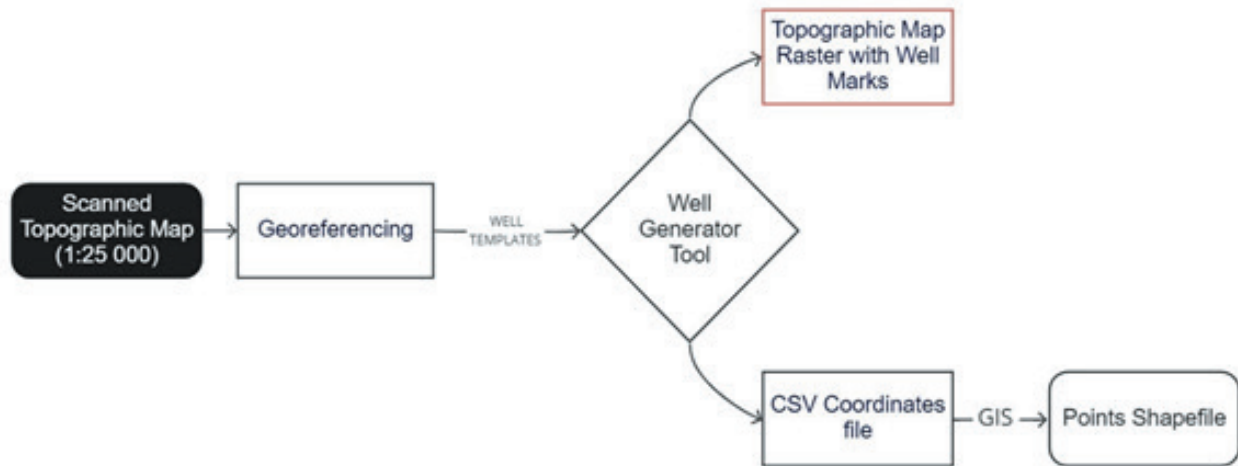 Scanned
Topographic Map
(1:25 000)
Georeferencing
WELL
TEMPLATES
Well
Generator
Tool
Topographic Map
Raster with Well
Marks
CSV Coordinates
file
GIS
Points Shapefile